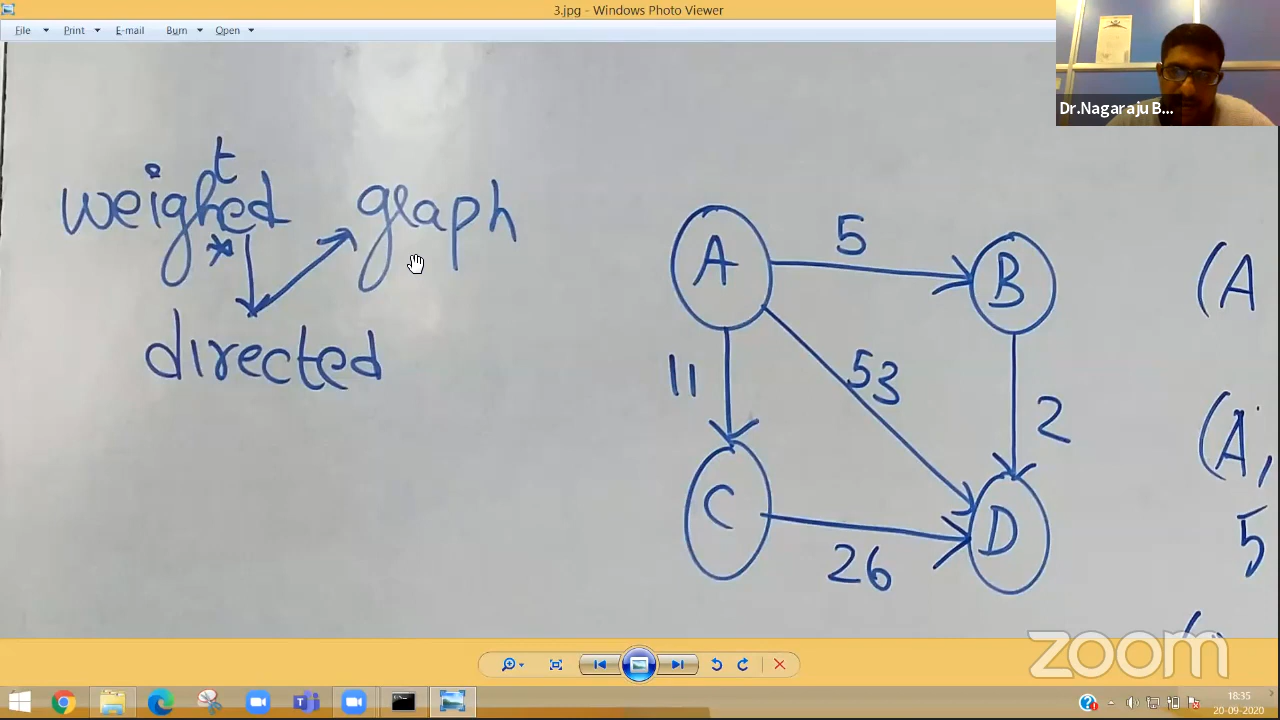 3.jpg - Windows Photo Viewer
File Print E-mail Burn Open
Dr.Nagaraju B...
weighted graph
directed
A 5 B
11 53 2
C 26 D
(A
(A,
5
zoom
18:35
20-09-2020